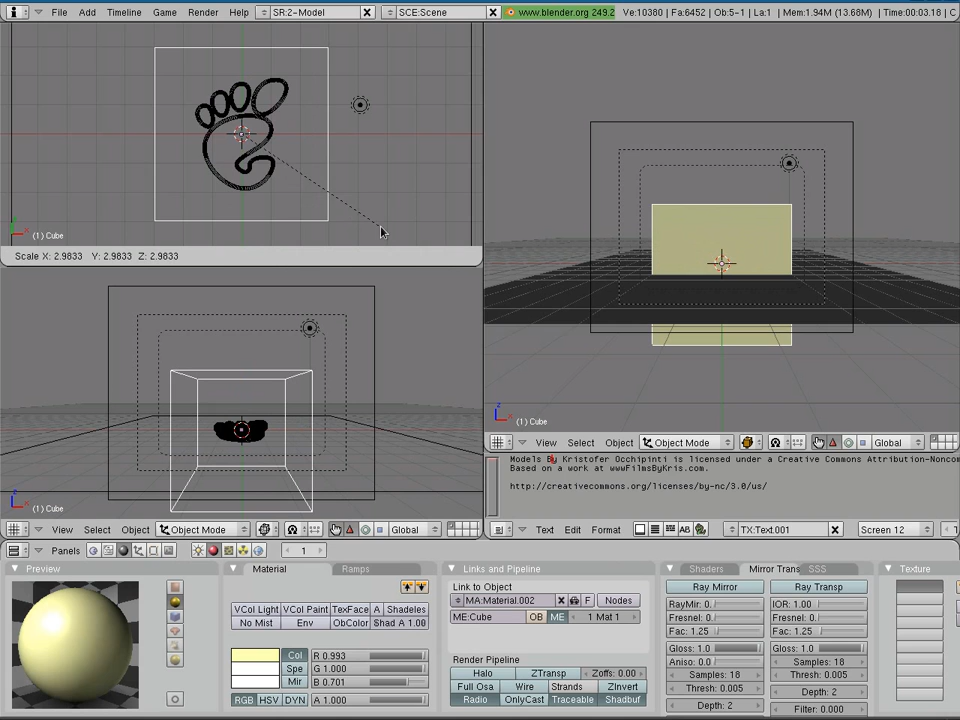 File Add Timeline Game Render Help SR:2-Model SCE:Scene www.blender.org 249.2 Ve:10380 | Fa:6452 | Ob:5-1 | La:1 | Mem:1.94M (13.68M) | Time:00:03.18 | C
(1) Cube
Scale X: 2.9833 Y: 2.9833 Z: 2.9833
(1) Cube
View Select Object Object Mode Global
(1) Cube
View Select Object Object Mode Global
Models By Kristofer Occhipinti is licensed under a Creative Commons Attribution-Noncom
Based on a work at wwwFilmsByKris.com.
http://creativecommons.org/licenses/by-nc/3.0/us/
Text Edit Format TX:Text.001 Screen 12
Panels 1
Preview
Material Ramps
VCol Light VCol Paint TexFace A Shadeles
No Mist Env ObColor Shad A 1.00
Col R 0.993
Spe G 1.000
Mir B 0.701
RGB HSV DYN A 1.000
Links and Pipeline
Link to Object
MA:Material.002 F Nodes
ME:Cube OB ME 1 Mat 1
Render Pipeline
Halo ZTransp Zoffs: 0.00
Full Osa Wire Strands ZInvert
Radio OnlyCast Traceable Shadbuf
Shaders Mirror Trans SSS
Ray Mirror Ray Transp
RayMir: 0. IOR: 1.00
Fresnel: 0. Fresnel: 0.
Fac: 1.25 Fac: 1.25
Gloss: 1.0 Gloss: 1.0
Aniso: 0.0 Samples: 18
Samples: 18 Thresh: 0.005
Thresh: 0.005 Depth: 2
Depth: 2 Filter: 0.000
Texture